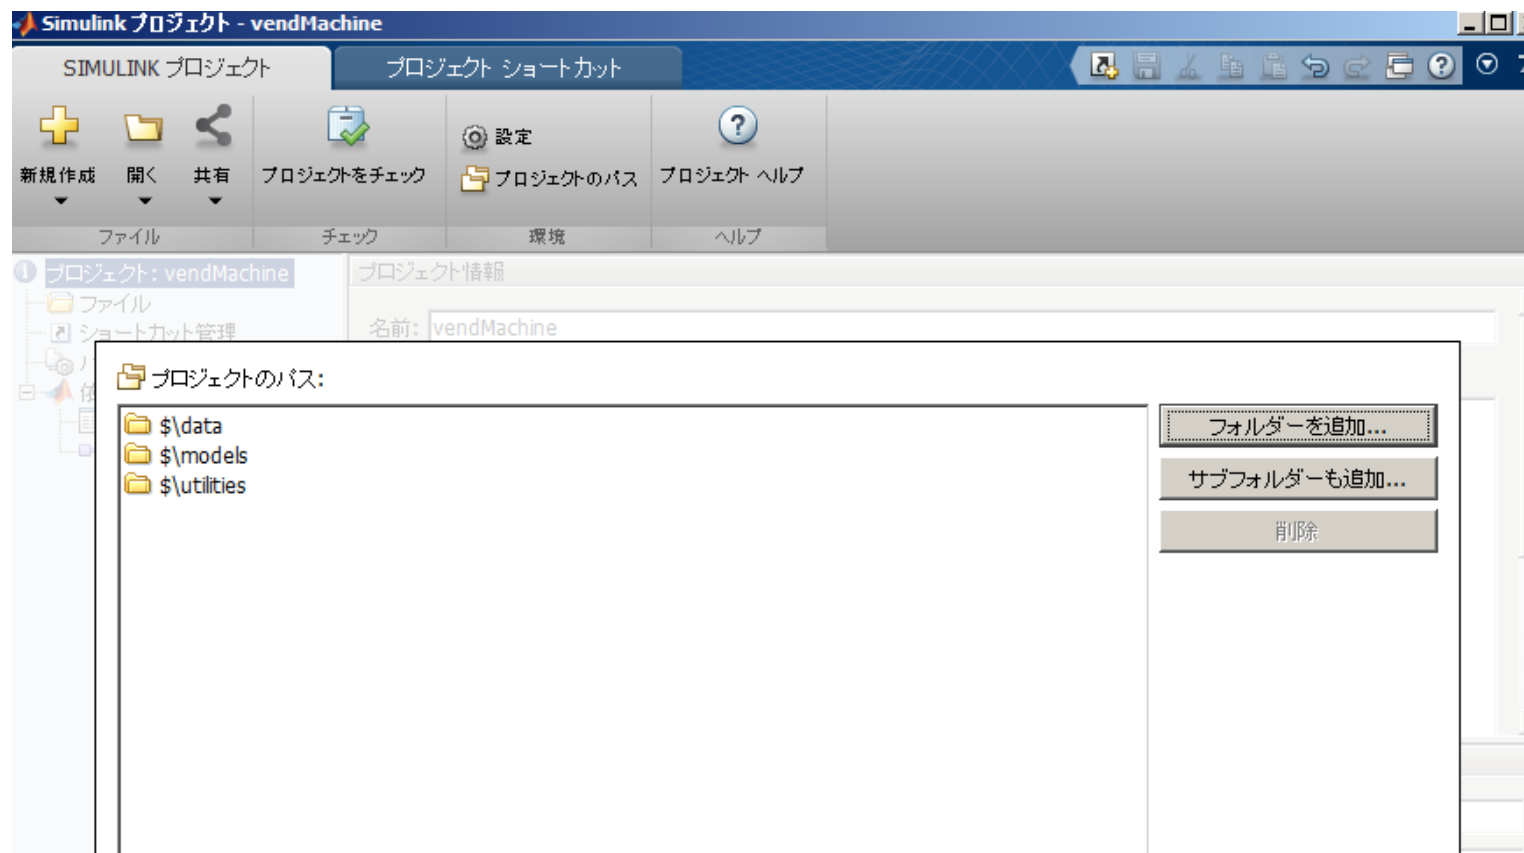 Simulink プロジェクト - vendMachine
SIMULINK プロジェクト
プロジェクト ショートカット
新規作成
開く
共有
プロジェクトをチェック
設定
プロジェクトのパス
プロジェクト ヘルプ
ファイル
チェック
環境
ヘルプ
プロジェクト: vendMachine
プロジェクト情報
ファイル
ショートカット管理
名前: vendMachine
プロジェクトのパス:
$\data
$\models
$\utilities
フォルダーを追加...
サブフォルダーも追加...
削除